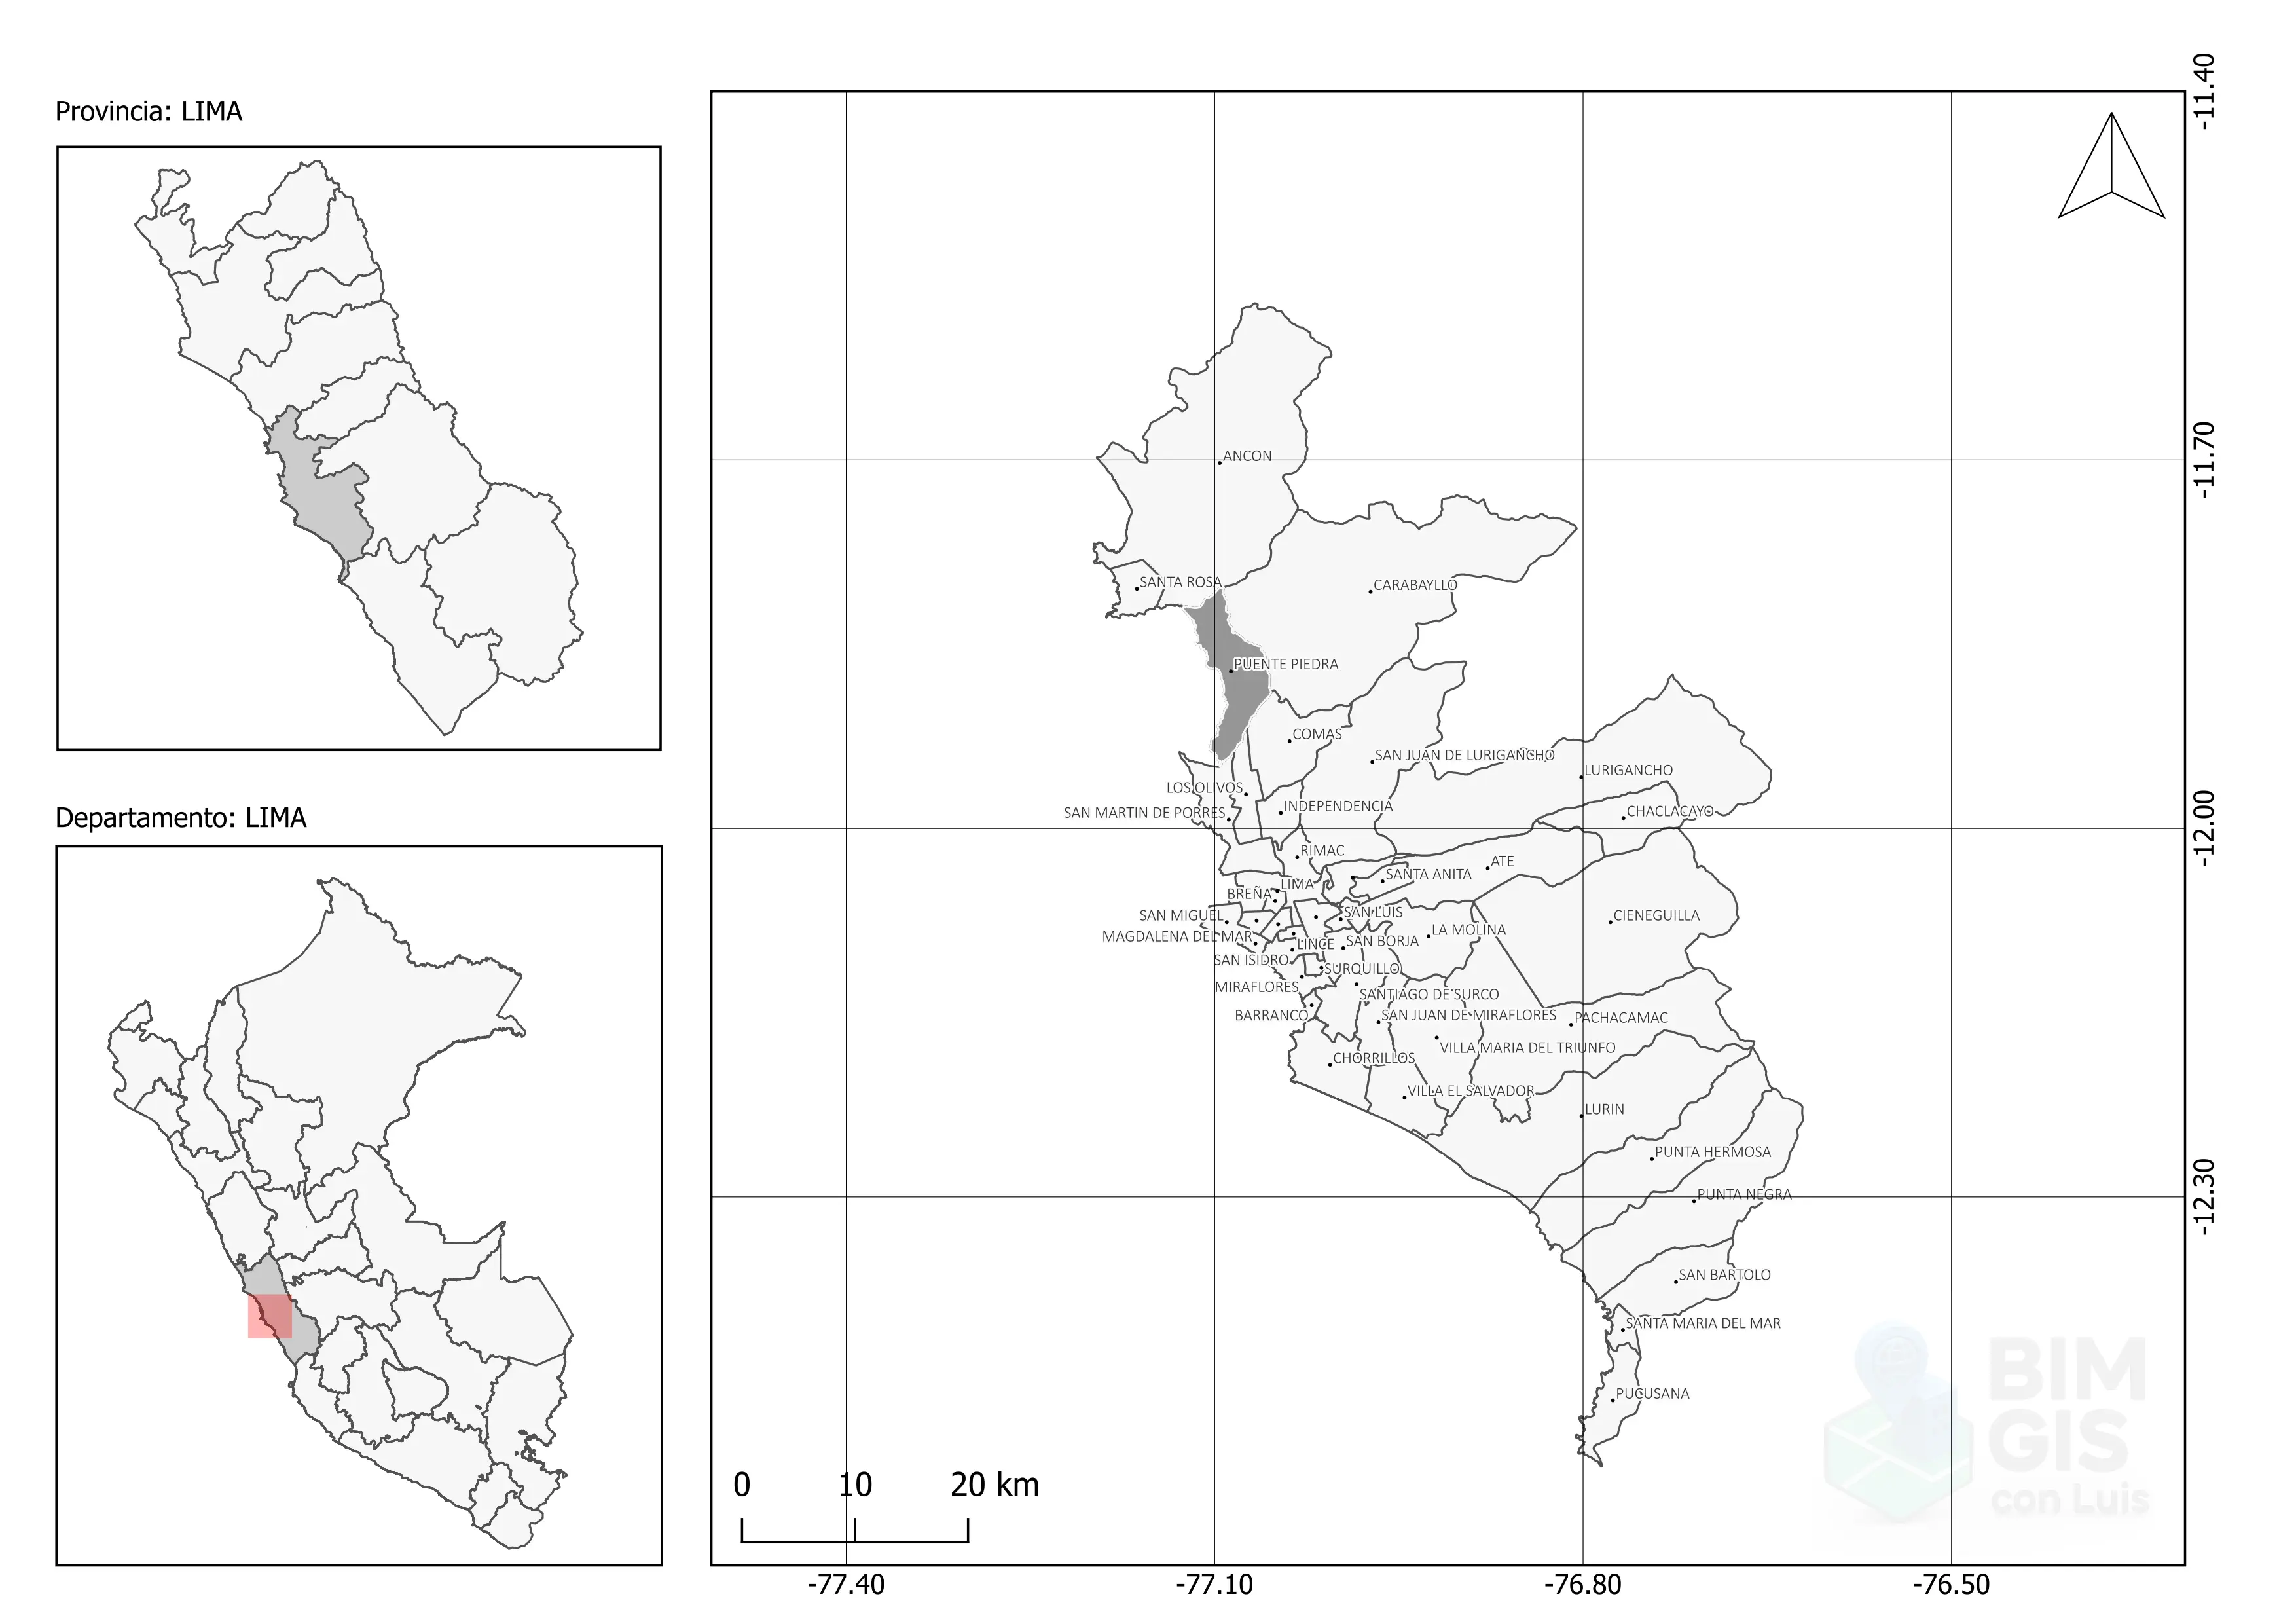 Provincia: LIMA
Departamento: LIMA
ANCON
SANTA ROSA
CARABAYLLO
PUENTE PIEDRA
COMAS
SAN JUAN DE LURIGANCHO
LURIGANCHO
LOS OLIVOS
INDEPENDENCIA
CHACLACAYO
SAN MARTIN DE PORRES
RIMAC
ATE
SANTA ANITA
LIMA
BREÑA
SAN MIGUEL
SAN LUIS
CIENEGUILLA
LA MOLINA
MAGDALENA DEL MAR
LINCE
SAN BORJA
SAN ISIDRO
SURQUILLO
MIRAFLORES
SANTIAGO DE SURCO
BARRANCO
SAN JUAN DE MIRAFLORES
PACHACAMAC
VILLA MARIA DEL TRIUNFO
CHORRILLOS
VILLA EL SALVADOR
LURIN
PUNTA HERMOSA
PUNTA NEGRA
SAN BARTOLO
SANTA MARIA DEL MAR
PUCUSANA
0 10 20 km
-77.40 -77.10 -76.80 -76.50
-11.40
-11.70
-12.00
-12.30
BIM
GIS
con Luis